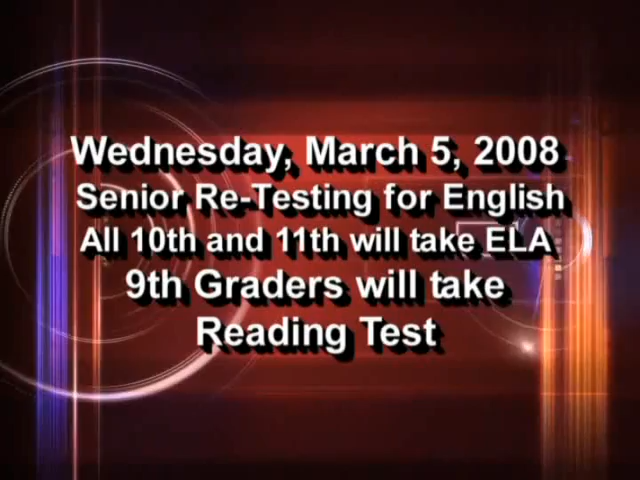 Wednesday, March 5, 2008
Senior Re-Testing for English
All 10th and 11th will take ELA
9th Graders will take
Reading Test